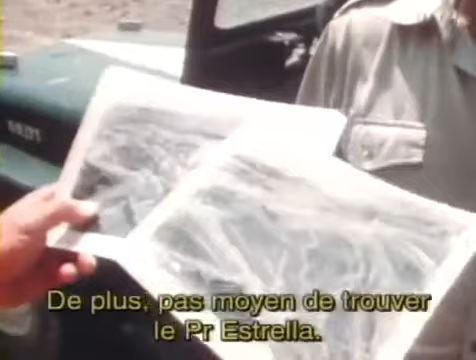 De plus, pas moyen de trouver
le Pr Estrella.